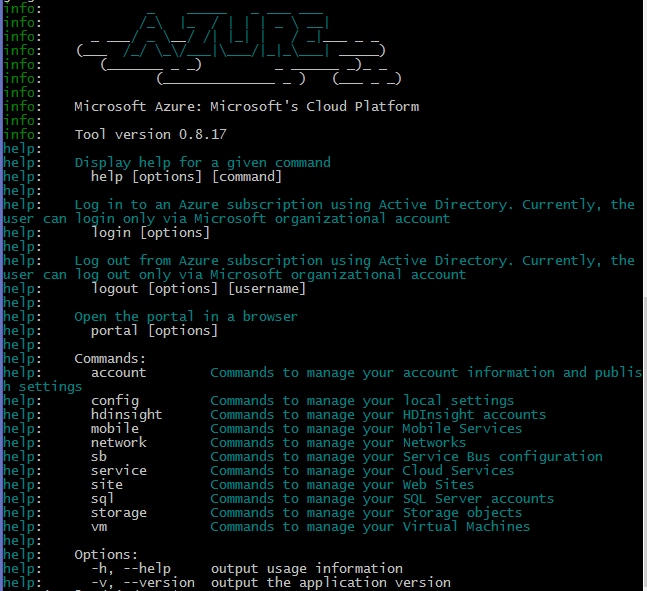 info:
info:
info:
info:
info:
info:
info:
info: Microsoft Azure: Microsoft's Cloud Platform
info:
info: Tool version 0.8.17
help:
help: Display help for a given command
help: help [options] [command]
help:
help: Log in to an Azure subscription using Active Directory. Currently, the
user can login only via Microsoft organizational account
help: login [options]
help:
help: Log out from Azure subscription using Active Directory. Currently, the
user can log out only via Microsoft organizational account
help: logout [options] [username]
help:
help: Open the portal in a browser
help: portal [options]
help:
help: Commands:
help: account Commands to manage your account information and publis
h settings
help: config Commands to manage your local settings
help: hdinsight Commands to manage your HDInsight accounts
help: mobile Commands to manage your Mobile Services
help: network Commands to manage your Networks
help: sb Commands to manage your Service Bus configuration
help: service Commands to manage your Cloud Services
help: site Commands to manage your Web Sites
help: sql Commands to manage your SQL Server accounts
help: storage Commands to manage your Storage objects
help: vm Commands to manage your Virtual Machines
help:
help: Options:
help: -h, --help output usage information
help: -v, --version output the application version